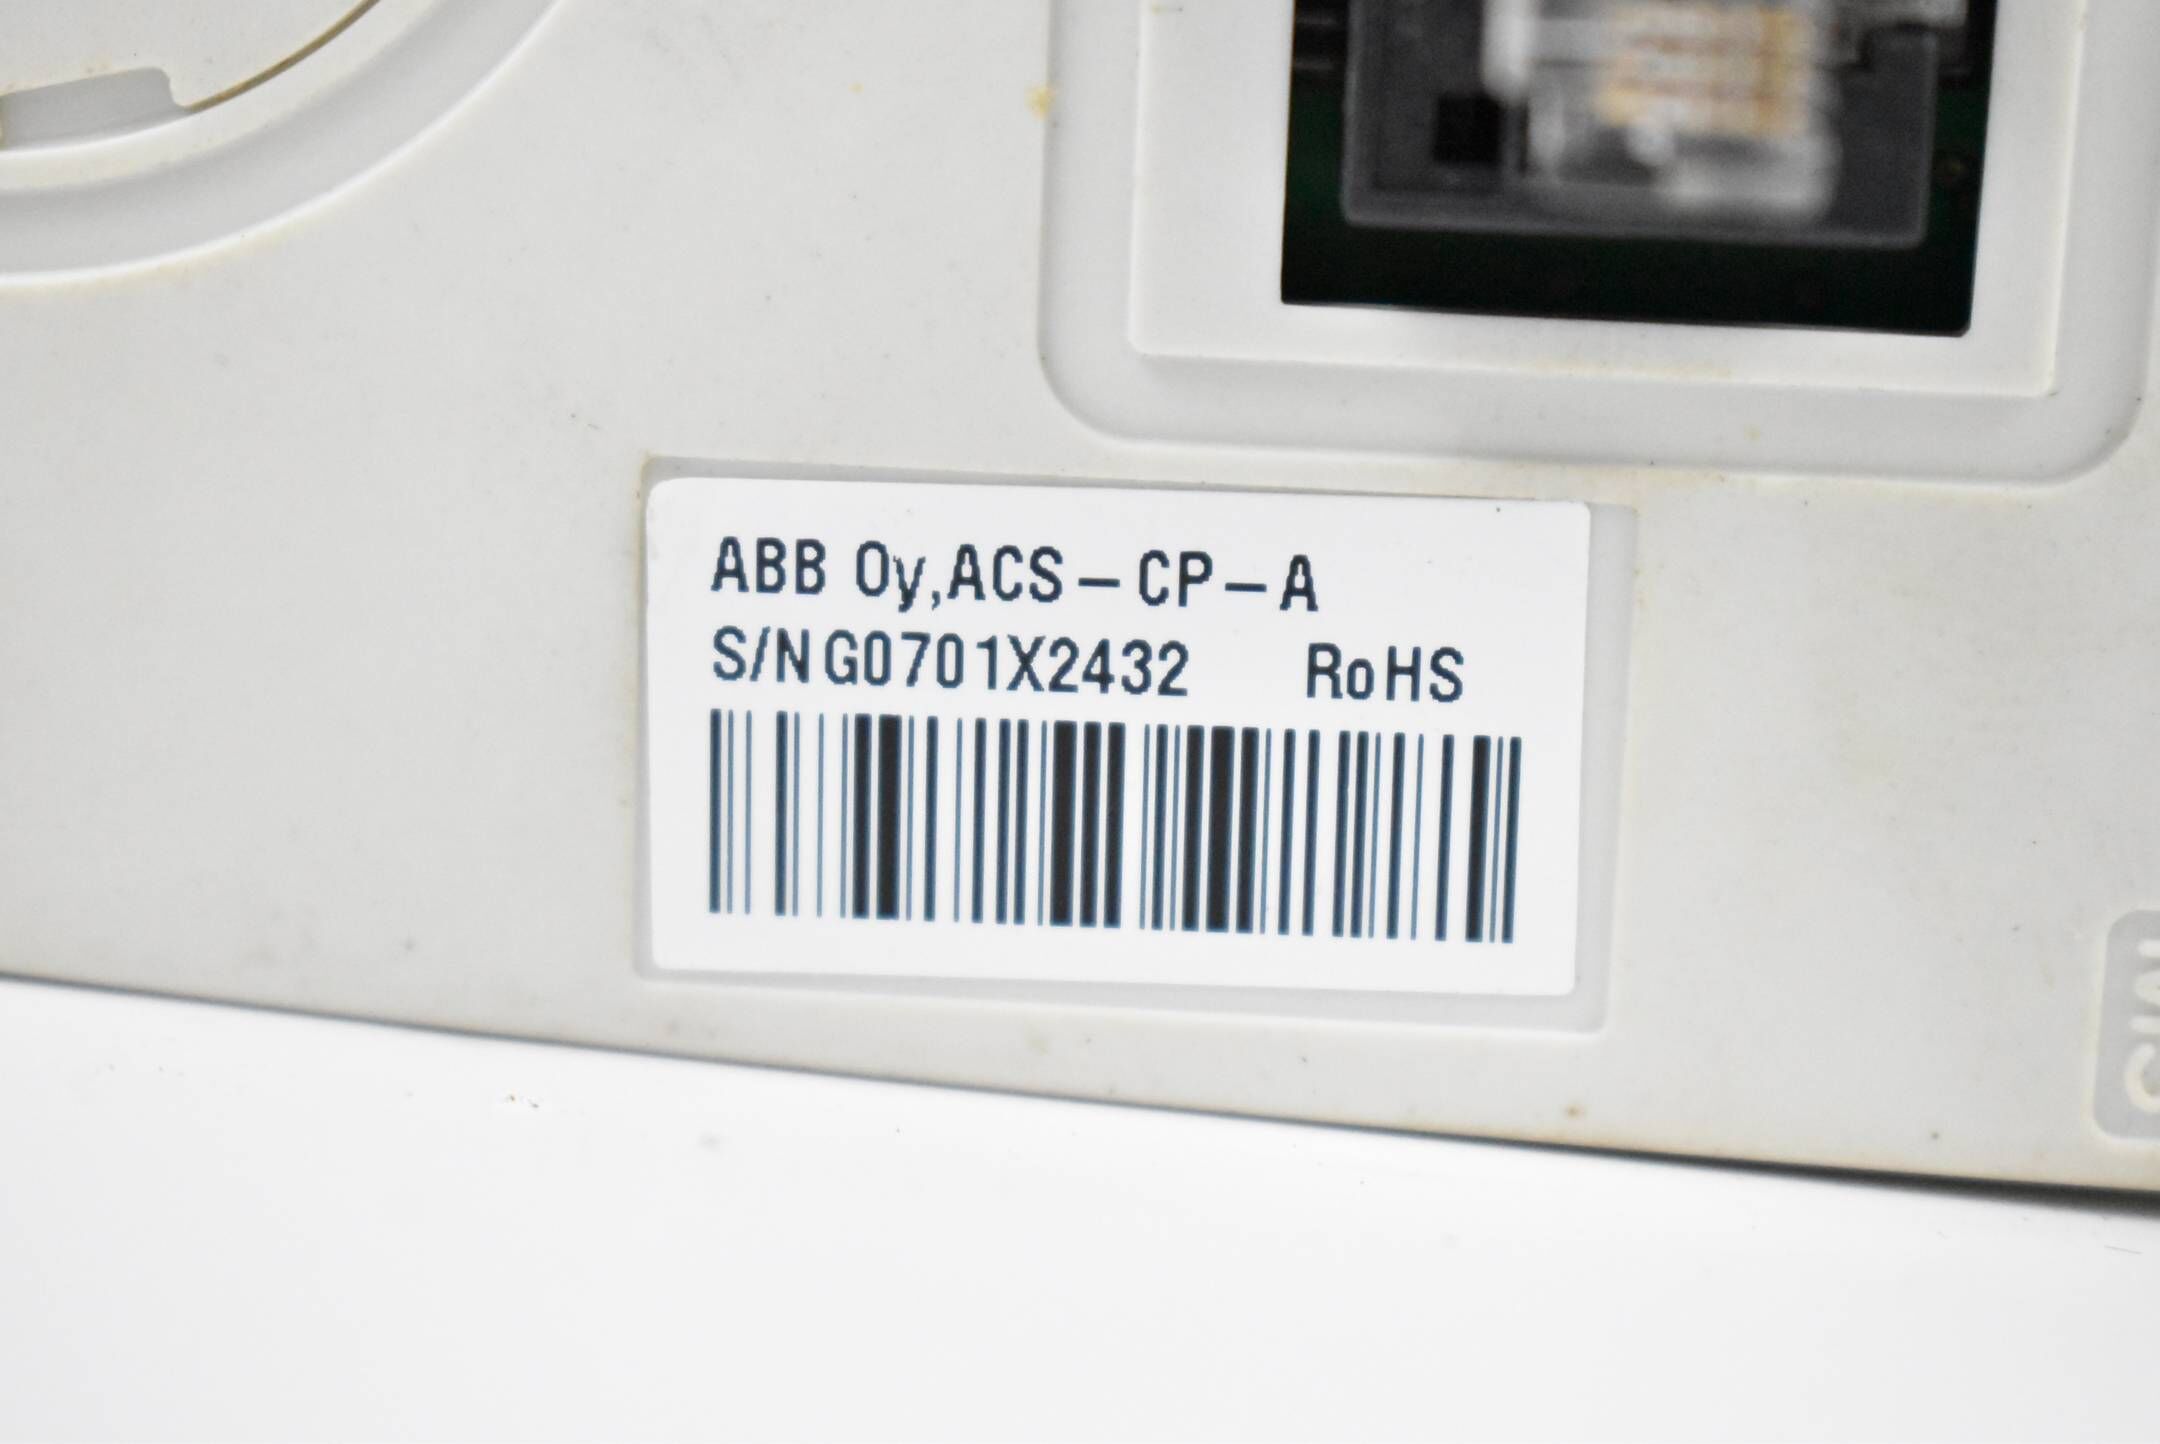 ABB Oy,ACS-CP-A
S/N G0701X2432 RoHS